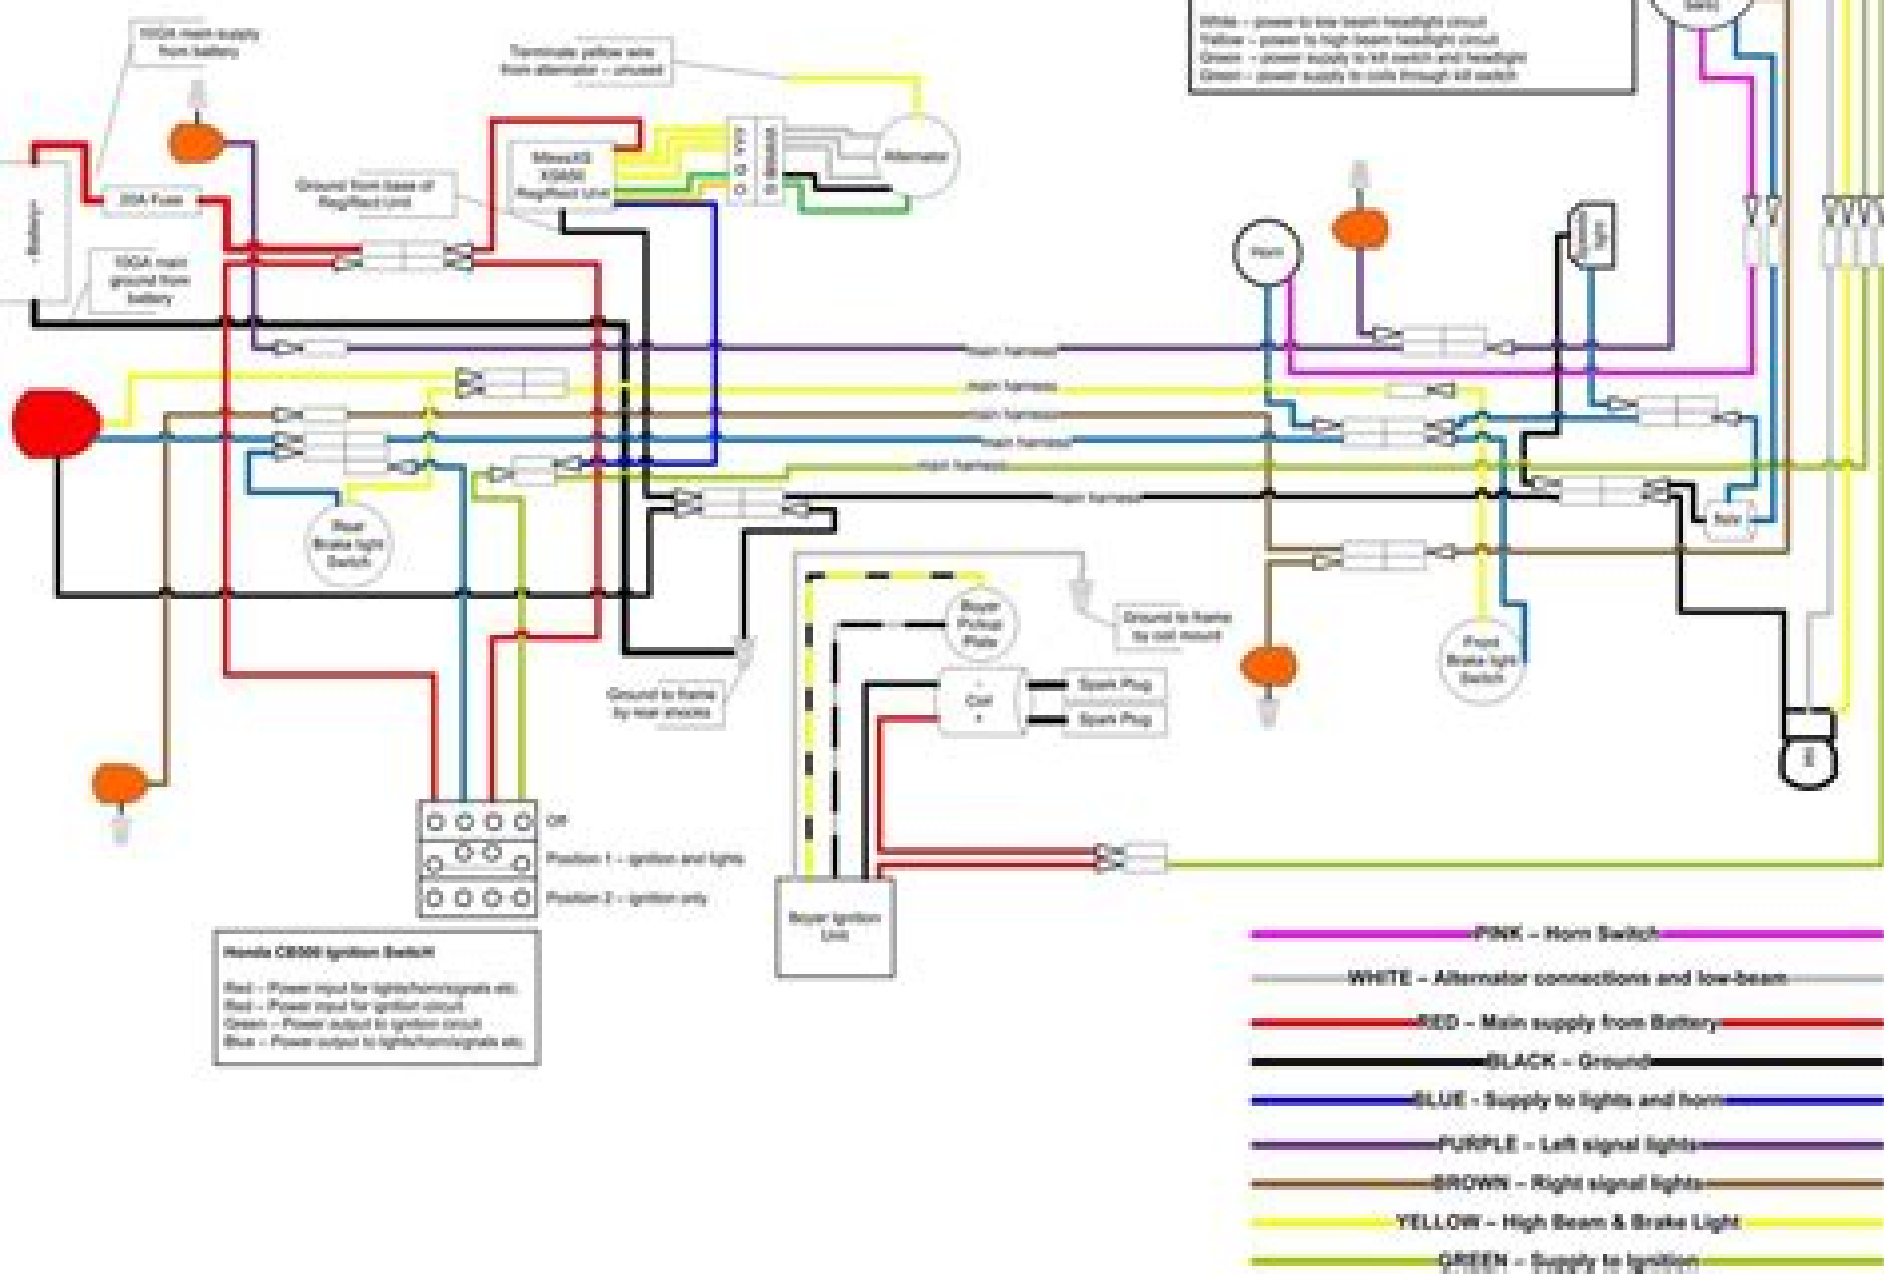 10GA main supply
from battery
Terminate yellow wire
from alternator – unused
White – power to low beam headlight circuit
Yellow – power to high beam headlight circuit
Green – power supply to kill switch and headlight
Green – power supply to coils through kill switch
MikesXS
XS650
Reg/Rect Unit
Alternator
Ground from base of
Reg/Rect Unit
20A Fuse
- Battery+
10GA main
ground from
battery
Horn
light
main harness
main harness
main harness
main harness
main harness
main harness
Rear
Brake light
Switch
Boyer
Pickup
Plate
Ground to frame
by coil mount
Front
Brake light
Switch
Ground to frame
by rear shocks
-
Coil
+
Spark Plug
Spark Plug
Off
Position 1 – ignition and lights
Position 2 – ignition only
Boyer Ignition
Unit
Honda CB500 Ignition Switch
Red – Power input for lights/horn/signals etc.
Red – Power input for ignition circuit
Green – Power output to ignition circuit
Blue – Power output to lights/horn/signals etc.
PINK – Horn Switch
WHITE – Alternator connections and low-beam
RED – Main supply from Battery
BLACK – Ground
BLUE - Supply to lights and horn
PURPLE – Left signal lights
BROWN – Right signal lights
YELLOW – High Beam & Brake Light
GREEN – Supply to Ignition